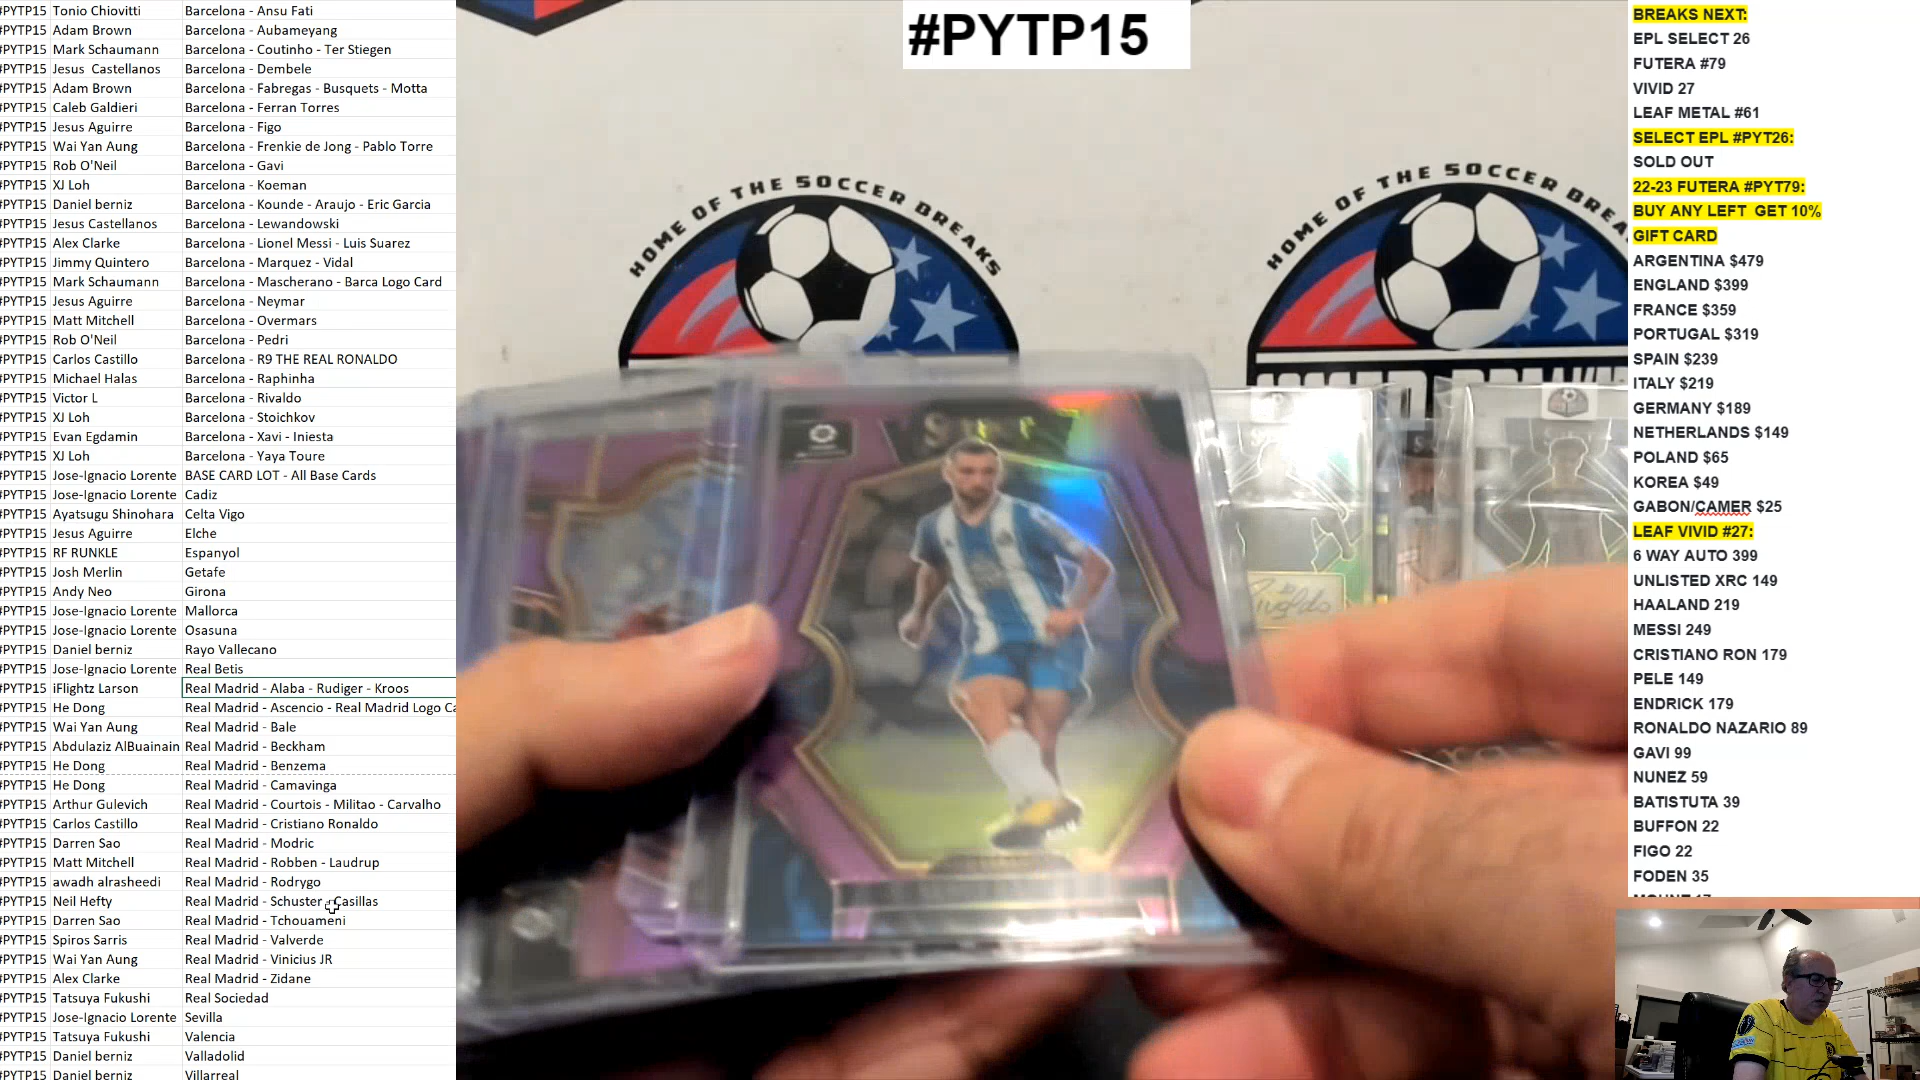 #PYTP15 Tonio Chiovitti Barcelona - Ansu Fati
#PYTP15 Adam Brown Barcelona - Aubameyang
#PYTP15 Mark Schaumann Barcelona - Coutinho - Ter Stiegen
#PYTP15 Jesus Castellanos Barcelona - Dembele
#PYTP15 Adam Brown Barcelona - Fabregas - Busquets - Motta
#PYTP15 Caleb Galdieri Barcelona - Ferran Torres
#PYTP15 Jesus Aguirre Barcelona - Figo
#PYTP15 Wai Yan Aung Barcelona - Frenkie de Jong - Pablo Torre
#PYTP15 Rob O'Neil Barcelona - Gavi
#PYTP15 XJ Loh Barcelona - Koeman
#PYTP15 Daniel berniz Barcelona - Kounde - Araujo - Eric Garcia
#PYTP15 Jesus Castellanos Barcelona - Lewandowski
#PYTP15 Alex Clarke Barcelona - Lionel Messi - Luis Suarez
#PYTP15 Jimmy Quintero Barcelona - Marquez - Vidal
#PYTP15 Mark Schaumann Barcelona - Mascherano - Barca Logo Card
#PYTP15 Jesus Aguirre Barcelona - Neymar
#PYTP15 Matt Mitchell Barcelona - Overmars
#PYTP15 Rob O'Neil Barcelona - Pedri
#PYTP15 Carlos Castillo Barcelona - R9 THE REAL RONALDO
#PYTP15 Michael Halas Barcelona - Raphinha
#PYTP15 Victor L Barcelona - Rivaldo
#PYTP15 XJ Loh Barcelona - Stoichkov
#PYTP15 Evan Egdamin Barcelona - Xavi - Iniesta
#PYTP15 XJ Loh Barcelona - Yaya Toure
#PYTP15 Jose-Ignacio Lorente BASE CARD LOT - All Base Cards
#PYTP15 Jose-Ignacio Lorente Cadiz
#PYTP15 Ayatsugu Shinohara Celta Vigo
#PYTP15 Jesus Aguirre Elche
#PYTP15 RF RUNKLE Espanyol
#PYTP15 Josh Merlin Getafe
#PYTP15 Andy Neo Girona
#PYTP15 Jose-Ignacio Lorente Mallorca
#PYTP15 Jose-Ignacio Lorente Osasuna
#PYTP15 Daniel berniz Rayo Vallecano
#PYTP15 Jose-Ignacio Lorente Real Betis
#PYTP15 iFlightz Larson Real Madrid - Alaba - Rudiger - Kroos
#PYTP15 He Dong Real Madrid - Ascencio - Real Madrid Logo Ca
#PYTP15 Wai Yan Aung Real Madrid - Bale
#PYTP15 Abdulaziz AlBuainain Real Madrid - Beckham
#PYTP15 He Dong Real Madrid - Benzema
#PYTP15 He Dong Real Madrid - Camavinga
#PYTP15 Arthur Gulevich Real Madrid - Courtois - Militao - Carvalho
#PYTP15 Carlos Castillo Real Madrid - Cristiano Ronaldo
#PYTP15 Darren Sao Real Madrid - Modric
#PYTP15 Matt Mitchell Real Madrid - Robben - Laudrup
#PYTP15 awadh alrasheedi Real Madrid - Rodrygo
#PYTP15 Neil Hefty Real Madrid - Schuster - Casillas
#PYTP15 Darren Sao Real Madrid - Tchouameni
#PYTP15 Spiros Sarris Real Madrid - Valverde
#PYTP15 Wai Yan Aung Real Madrid - Vinicius JR
#PYTP15 Alex Clarke Real Madrid - Zidane
#PYTP15 Tatsuya Fukushi Real Sociedad
#PYTP15 Jose-Ignacio Lorente Sevilla
#PYTP15 Tatsuya Fukushi Valencia
#PYTP15 Daniel berniz Valladolid
#PYTP15 Daniel berniz Villarreal
#PYTP15
HOME OF THE SOCCER BREAKS
HOME OF THE SOCCER BREAKS
BREAKS NEXT:
EPL SELECT 26
FUTERA #79
VIVID 27
LEAF METAL #61
SELECT EPL #PYT26:
SOLD OUT
22-23 FUTERA #PYT79:
BUY ANY LEFT GET 10%
GIFT CARD
ARGENTINA $479
ENGLAND $399
FRANCE $359
PORTUGAL $319
SPAIN $239
ITALY $219
GERMANY $189
NETHERLANDS $149
POLAND $65
KOREA $49
GABON/CAMER $25
LEAF VIVID #27:
6 WAY AUTO 399
UNLISTED XRC 149
HAALAND 219
MESSI 249
CRISTIANO RON 179
PELE 149
ENDRICK 179
RONALDO NAZARIO 89
GAVI 99
NUNEZ 59
BATISTUTA 39
BUFFON 22
FIGO 22
FODEN 35